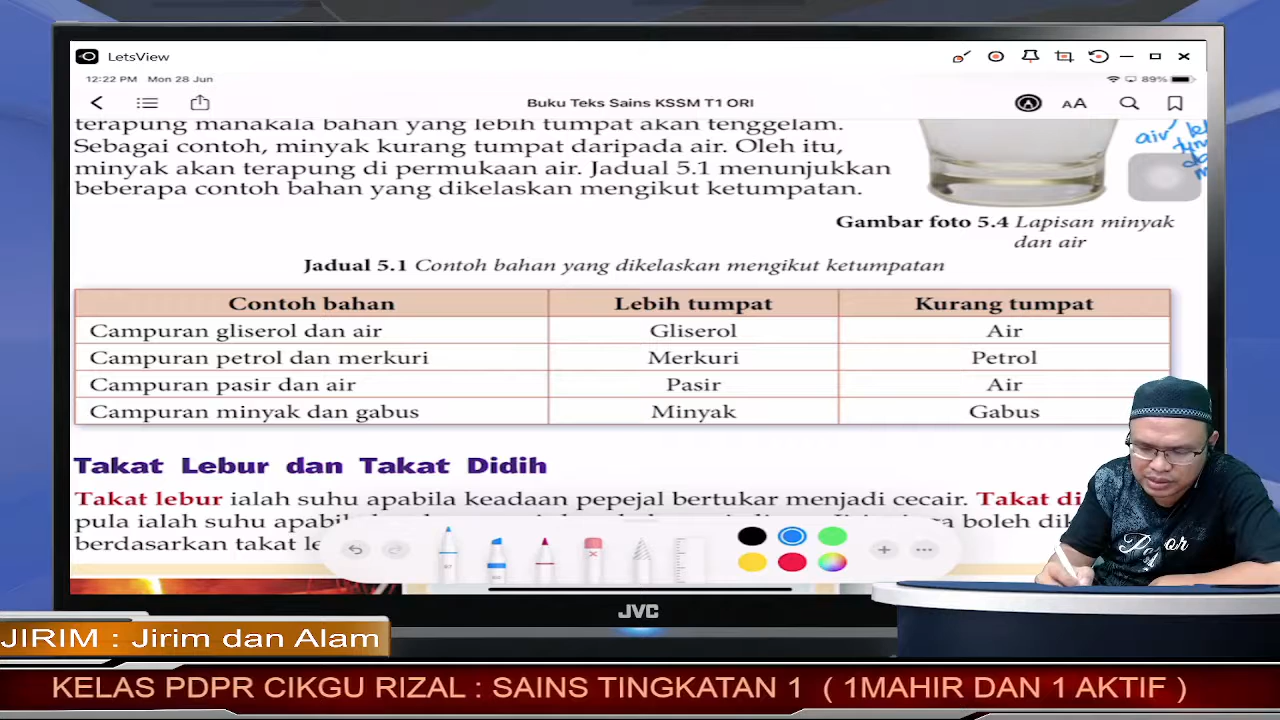 LetsView
12:22 PM Mon 28 Jun
89%
Buku Teks Sains KSSM T1 ORI
AA
terapung manakala bahan yang lebih tumpat akan tenggelam.
Sebagai contoh, minyak kurang tumpat daripada air. Oleh itu,
minyak akan terapung di permukaan air. Jadual 5.1 menunjukkan
beberapa contoh bahan yang dikelaskan mengikut ketumpatan.
air
Gambar foto 5.4 Lapisan minyak
dan air
Jadual 5.1 Contoh bahan yang dikelaskan mengikut ketumpatan
Contoh bahan Lebih tumpat Kurang tumpat
Campuran gliserol dan air Gliserol Air
Campuran petrol dan merkuri Merkuri Petrol
Campuran pasir dan air Pasir Air
Campuran minyak dan gabus Minyak Gabus
Takat Lebur dan Takat Didih
Takat lebur ialah suhu apabila keadaan pepejal bertukar menjadi cecair. Takat
pula ialah suhu boleh
berdasarkan takat
JVC
JIRIM : Jirim dan Alam
KELAS PDPR CIKGU RIZAL : SAINS TINGKATAN 1 ( 1MAHIR DAN 1 AKTIF )